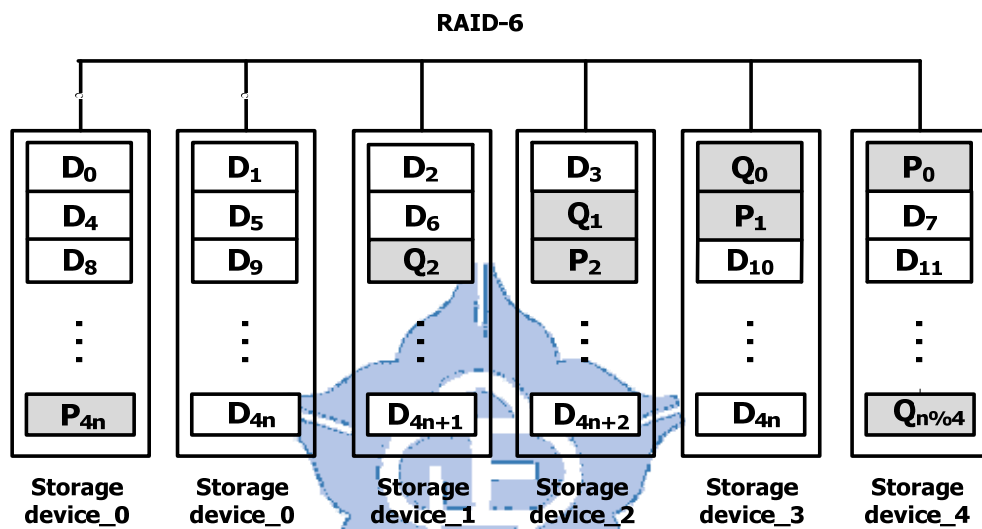 RAID-6
D₀ D₁ D₂ D₃ Q₀ P₀
D₄ D₅ D₆ Q₁ P₁ D₇
D₈ D₉ Q₂ P₂ D₁₀ D₁₁
P₄ₙ D₄ₙ D₄ₙ₊₁ D₄ₙ₊₂ D₄ₙ Qₙ%₄
Storage Storage Storage Storage Storage Storage
device_0 device_0 device_1 device_2 device_3 device_4